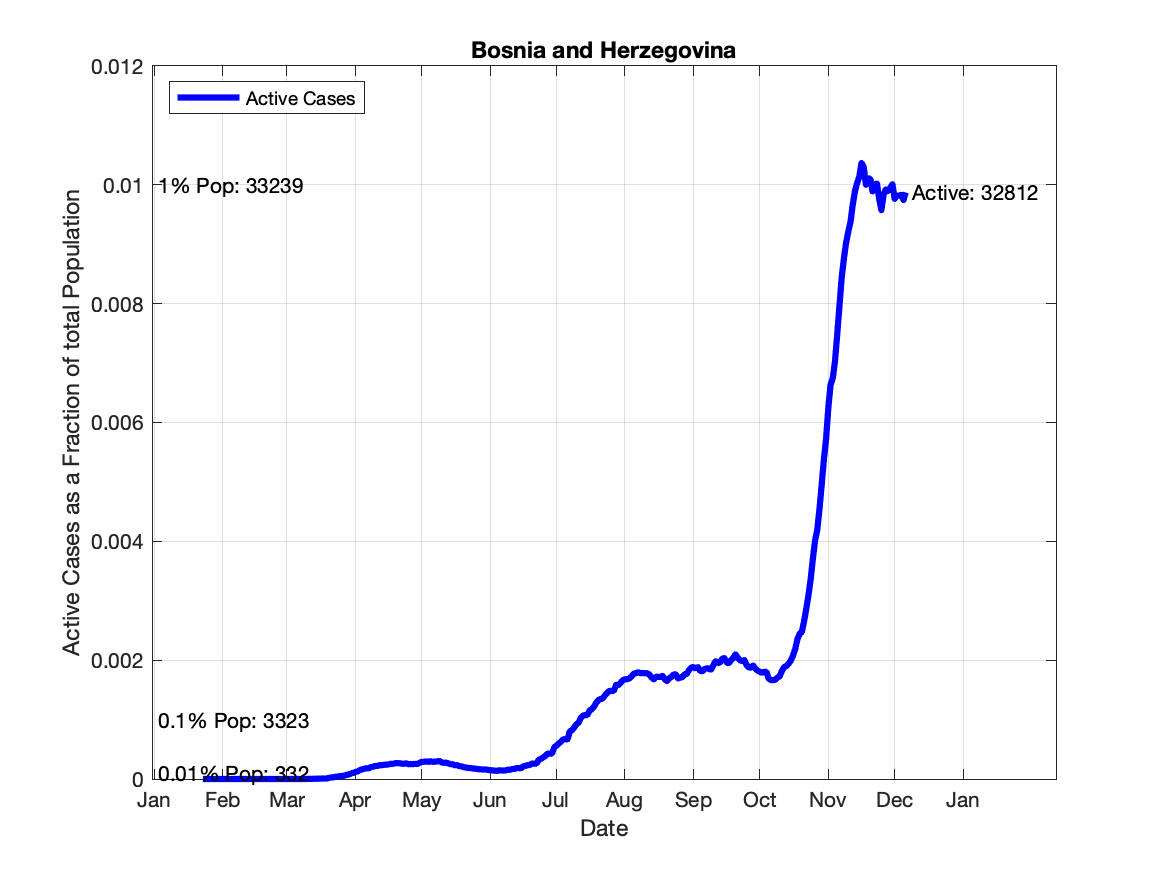 Bosnia and Herzegovina
Active Cases
0.012
0.01
0.008
0.006
0.004
0.002
0
1% Pop: 33239
0.1% Pop: 3323
0.01% Pop: 332
Active: 32812
Active Cases as a Fraction of total Population
Jan Feb Mar Apr May Jun Jul Aug Sep Oct Nov Dec Jan
Date